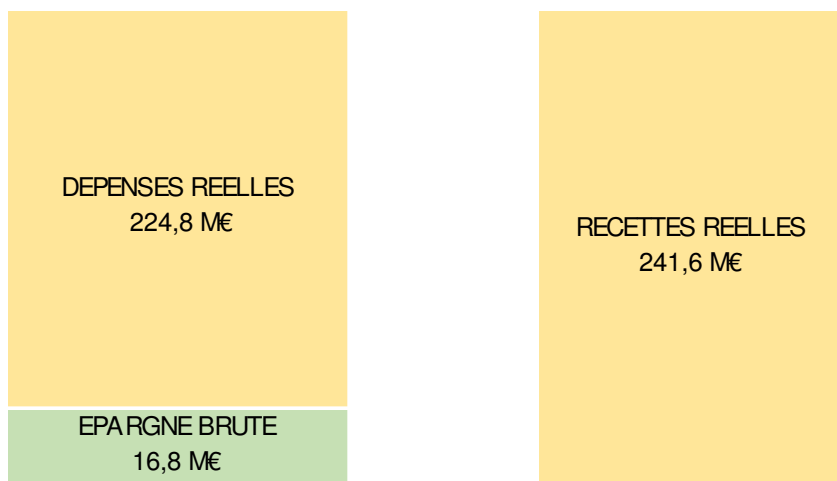 DEPENSES REELLES
224,8 M€
EPARGNE BRUTE
16,8 M€
RECETTES REELLES
241,6 M€